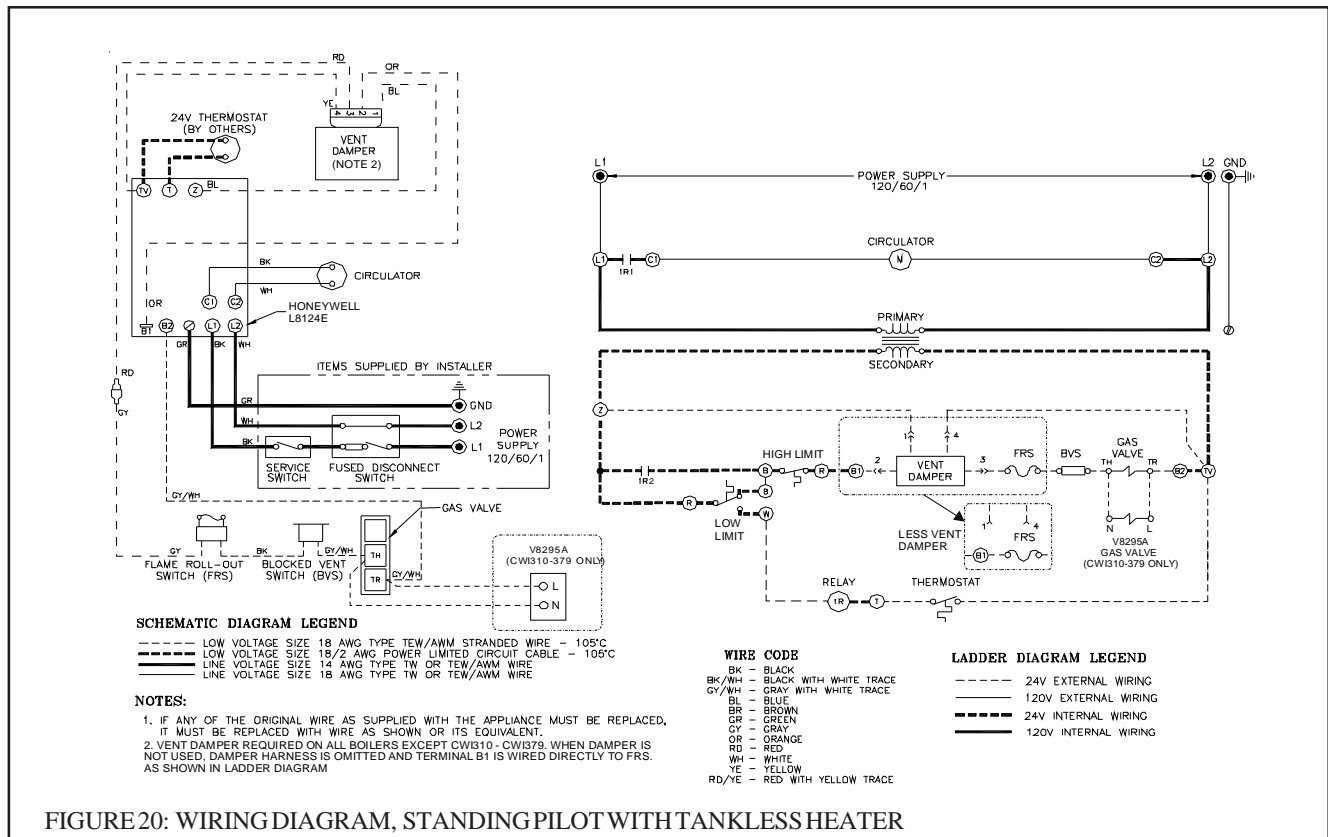 RD
OR
BL
YE
4 3 2 1
24V THERMOSTAT
(BY OTHERS)
VENT
DAMPER
(NOTE 2)
TV
T
Z
BL
BK
CIRCULATOR
WH
OR
C1
C2
HONEYWELL
L8124E
B1
B2
L1
L2
GR
BK
WH
RD
GY
ITEMS SUPPLIED BY INSTALLER
GR
GND
WH
L2
BK
L1
POWER
SUPPLY
120/60/1
SERVICE
SWITCH
FUSED DISCONNECT
SWITCH
GY/WH
GAS VALVE
GY
BK
GY/WH
TH
TR
GY/WH
FLAME ROLL-OUT
SWITCH (FRS)
BLOCKED VENT
SWITCH (BVS)
V8295A
(CWI310-379 ONLY)
L
N
L1
POWER SUPPLY
120/60/1
L2
GND
CIRCULATOR
L1
1R1
C1
M
C2
L2
PRIMARY
SECONDARY
Z
1
4
HIGH LIMIT
1R2
B
R
B1
2
VENT
DAMPER
3
FRS
BVS
GAS
VALVE
TH
TR
B2
TV
R
B
W
LOW
LIMIT
LESS VENT
DAMPER
1
4
FRS
B1
N
L
V8295A
GAS VALVE
(CWI310-379 ONLY)
RELAY
THERMOSTAT
1R
T
SCHEMATIC DIAGRAM LEGEND
LOW VOLTAGE SIZE 18 AWG TYPE TEW/AWM STRANDED WIRE - 105°C
LOW VOLTAGE SIZE 18/2 AWG POWER LIMITED CIRCUIT CABLE - 105°C
LINE VOLTAGE SIZE 14 AWG TYPE TW OR TEW/AWM WIRE
LINE VOLTAGE SIZE 18 AWG TYPE TW OR TEW/AWM WIRE
NOTES:
1. IF ANY OF THE ORIGINAL WIRE AS SUPPLIED WITH THE APPLIANCE MUST BE REPLACED,
IT MUST BE REPLACED WITH WIRE AS SHOWN OR ITS EQUIVALENT.
2. VENT DAMPER REQUIRED ON ALL BOILERS EXCEPT CWI310 - CWI379. WHEN DAMPER IS
NOT USED, DAMPER HARNESS IS OMITTED AND TERMINAL B1 IS WIRED DIRECTLY TO FRS.
AS SHOWN IN LADDER DIAGRAM
WIRE CODE
BK - BLACK
BK/WH - BLACK WITH WHITE TRACE
GY/WH - GRAY WITH WHITE TRACE
BL - BLUE
BR - BROWN
GR - GREEN
GY - GRAY
OR - ORANGE
RD - RED
WH - WHITE
YE - YELLOW
RD/YE - RED WITH YELLOW TRACE
LADDER DIAGRAM LEGEND
24V EXTERNAL WIRING
120V EXTERNAL WIRING
24V INTERNAL WIRING
120V INTERNAL WIRING
FIGURE 20: WIRING DIAGRAM, STANDING PILOT WITH TANKLESS HEATER